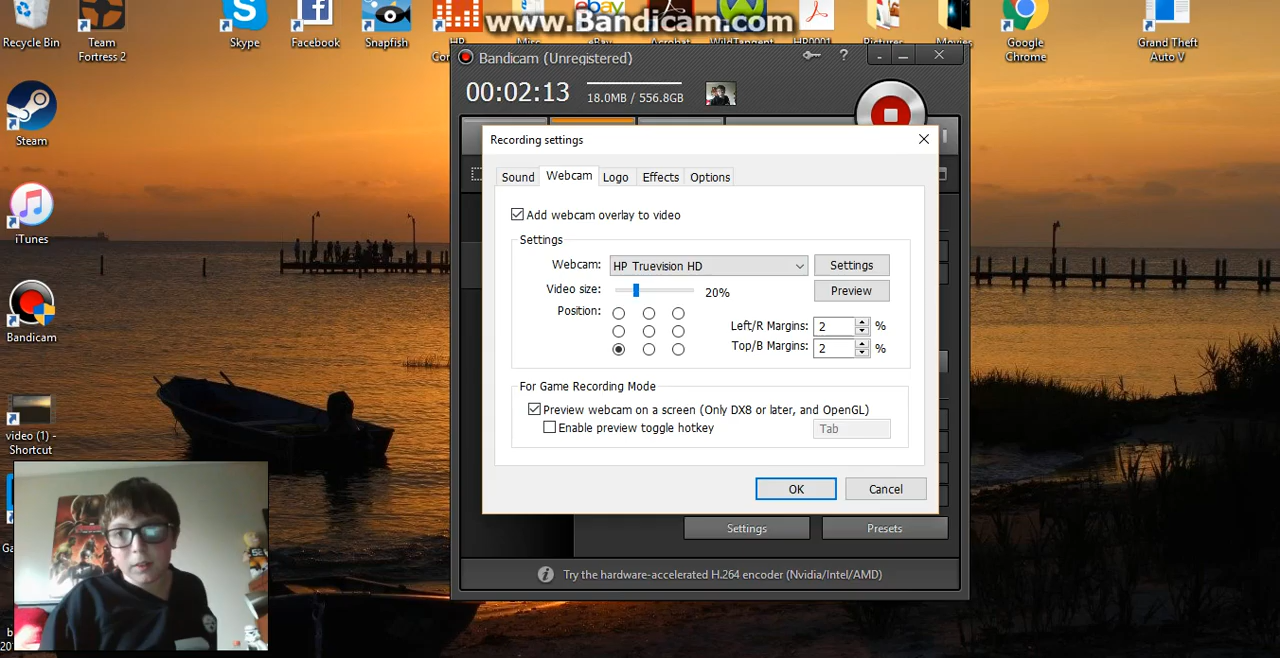 www.Bandicam.com
Recycle Bin
Team
Fortress 2
Skype
Facebook
Snapfish
HP
ebay
Google
Chrome
Grand Theft
Auto V
Steam
iTunes
Bandicam
video (1) -
Shortcut
Bandicam (Unregistered)
?
00:02:13
18.0MB / 556.8GB
Recording settings
Sound
Webcam
Logo
Effects
Options
Add webcam overlay to video
Settings
Webcam:
HP Truevision HD
Settings
Video size:
20%
Preview
Position:
Left/R Margins:
2
%
Top/B Margins:
2
%
For Game Recording Mode
Preview webcam on a screen (Only DX8 or later, and OpenGL)
Enable preview toggle hotkey
Tab
OK
Cancel
Settings
Presets
Try the hardware-accelerated H.264 encoder (Nvidia/Intel/AMD)